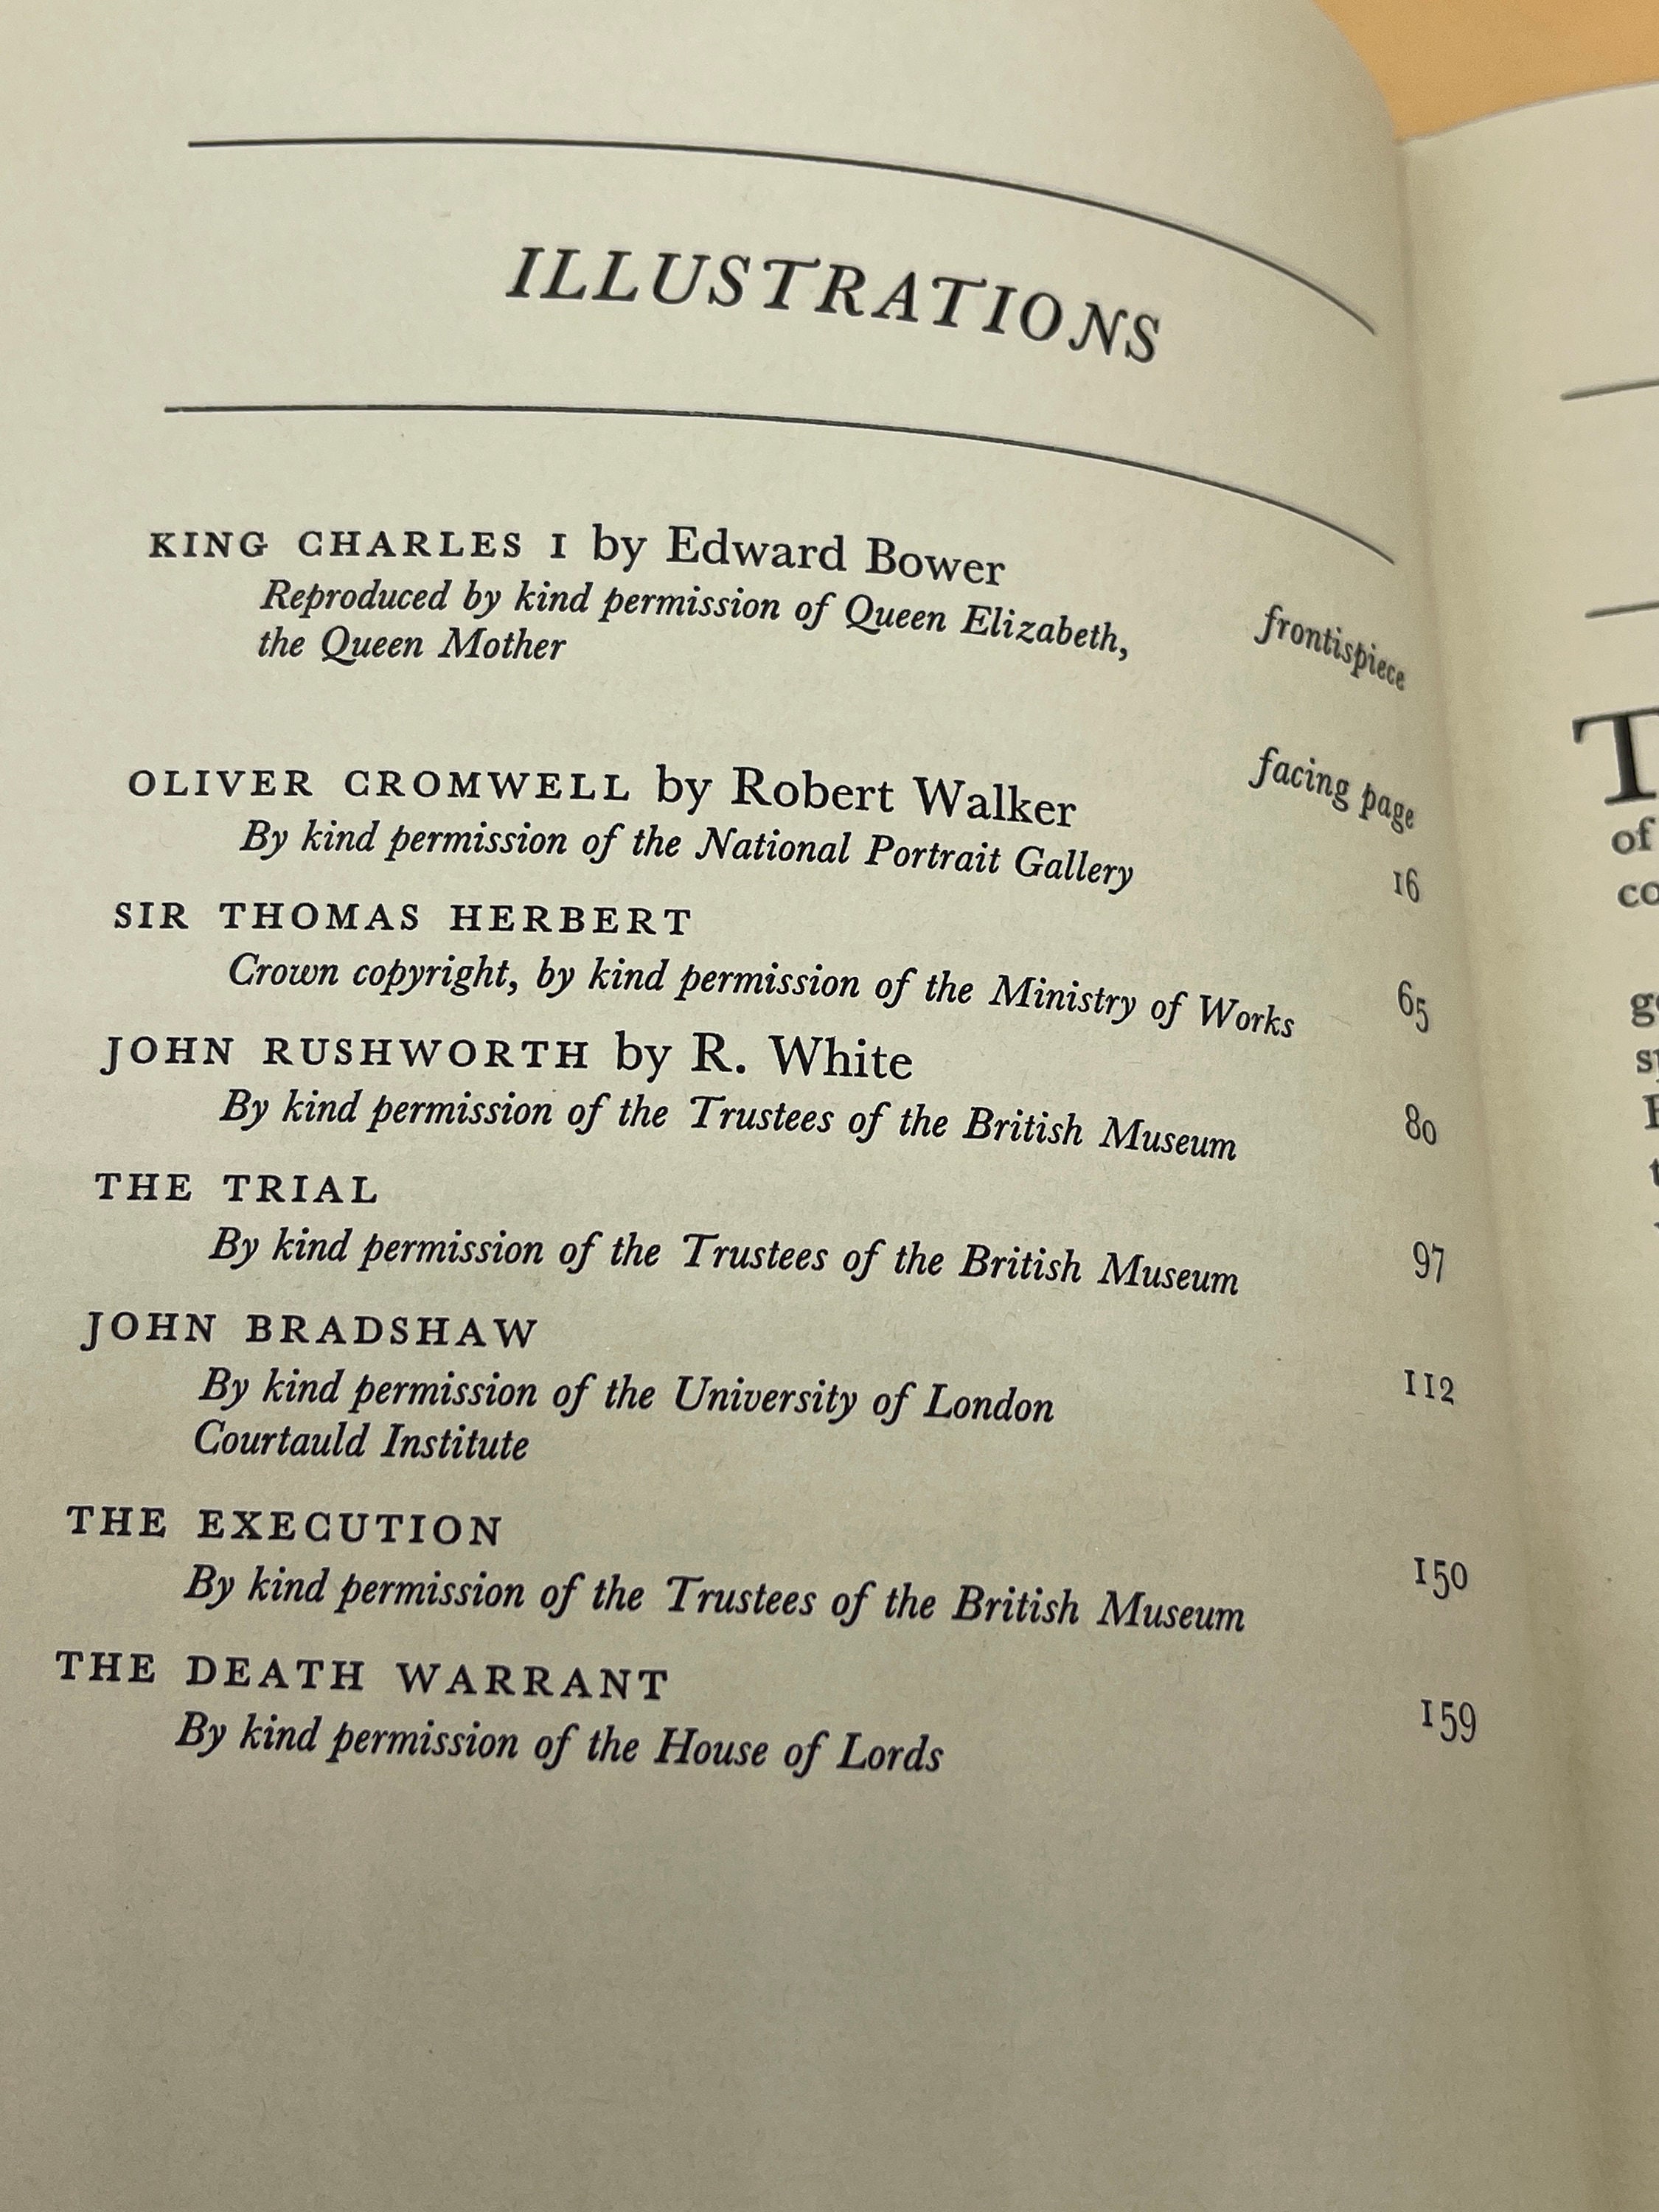 ILLUSTRATIONS
KING CHARLES I by Edward Bower
Reproduced by kind permission of Queen Elizabeth,
the Queen Mother frontispiece
facing page
OLIVER CROMWELL by Robert Walker
By kind permission of the National Portrait Gallery 16
SIR THOMAS HERBERT
Crown copyright, by kind permission of the Ministry of Works 65
JOHN RUSHWORTH by R. White
By kind permission of the Trustees of the British Museum 80
THE TRIAL
By kind permission of the Trustees of the British Museum 97
JOHN BRADSHAW
By kind permission of the University of London 112
Courtauld Institute
THE EXECUTION
By kind permission of the Trustees of the British Museum 150
THE DEATH WARRANT
By kind permission of the House of Lords 159
T
of